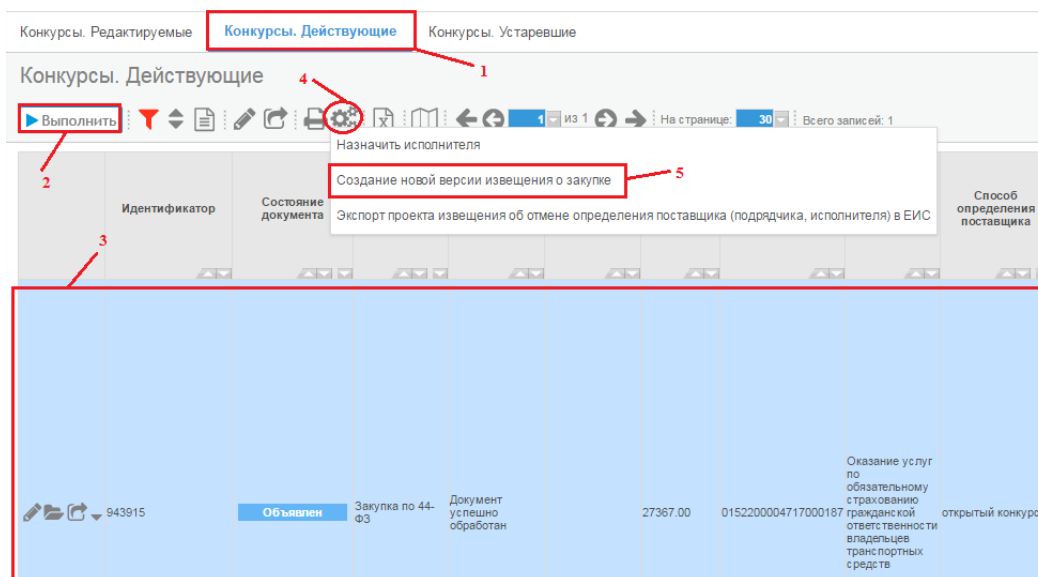 Конкурсы. Редактируемые Конкурсы. Действующие Конкурсы. Устаревшие
1
Конкурсы. Действующие
4
Выполнить 1 из 1 На странице: 30 Всего записей: 1
Назначить исполнителя
2
Создание новой версии извещения о закупке
5
Экспорт проекта извещения об отмене определения поставщика (подрядчика, исполнителя) в ЕИС
Идентификатор
Состояние
документа
Способ
определения
поставщика
3
943915
Объявлен
Закупка по 44-
ФЗ
Документ
успешно
обработан
27367.00
0152200004717000187
Оказание услуг
по
обязательному
страхованию
гражданской
ответственности
владельцев
транспортных
средств
открытый конкурс